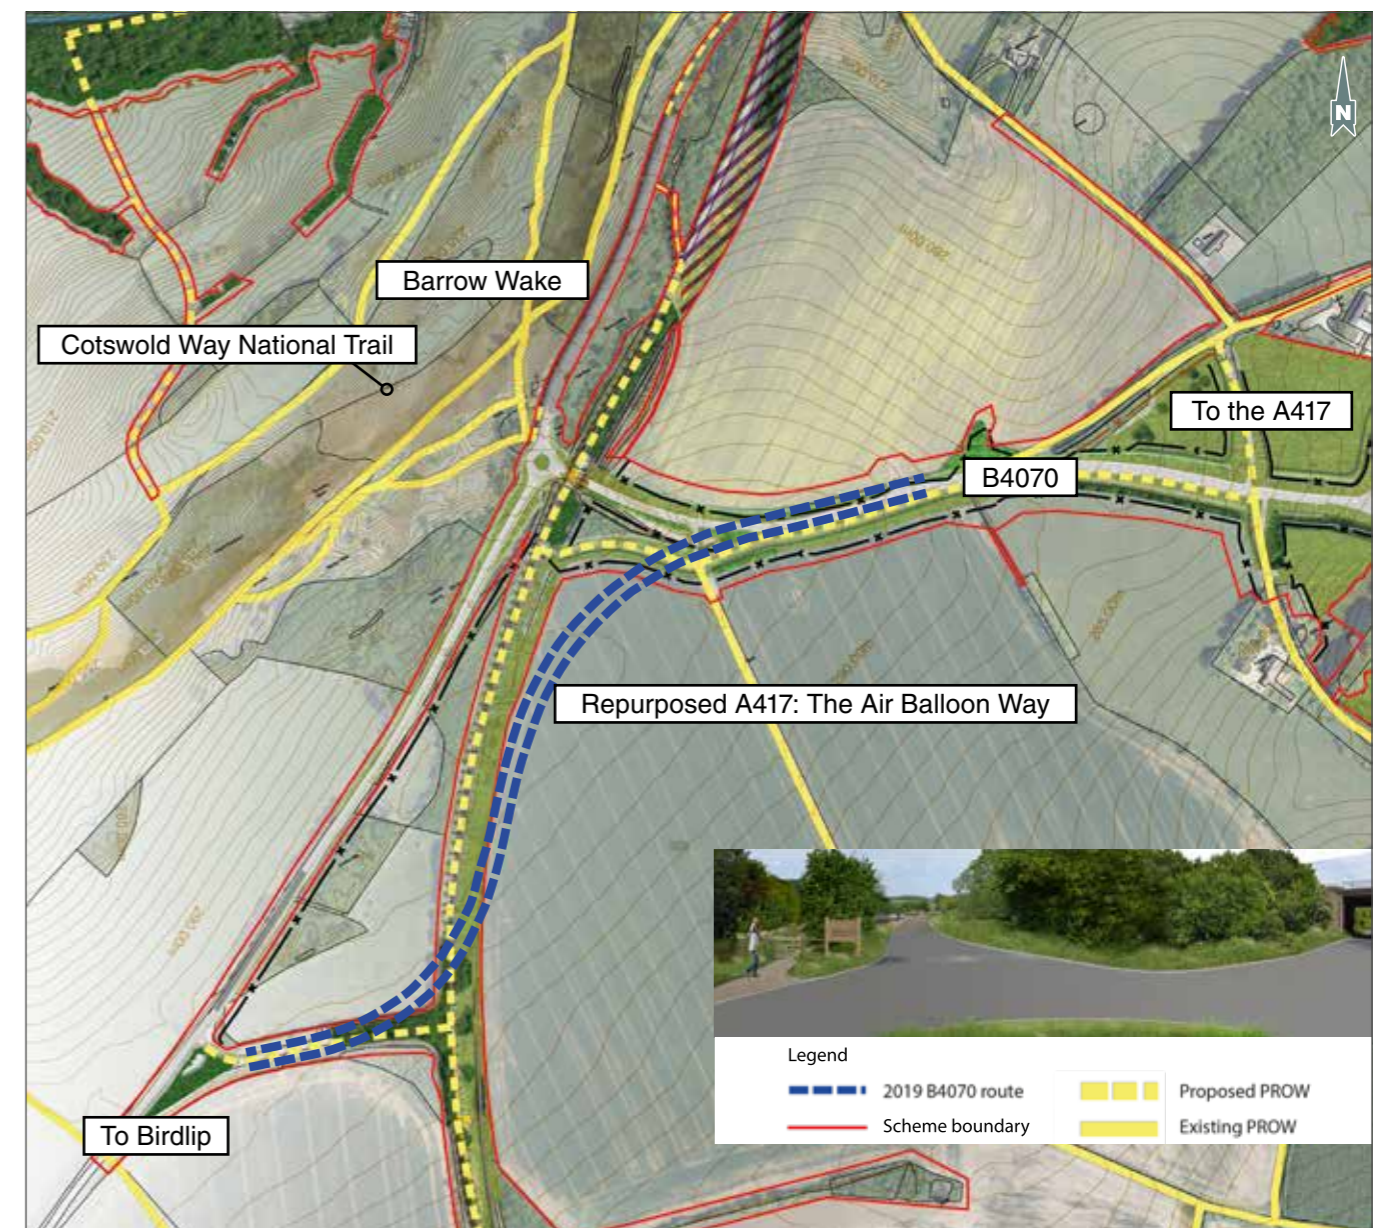 N
Barrow Wake
Cotswold Way National Trail
To the A417
B4070
Repurposed A417: The Air Balloon Way
To Birdlip
Legend
2019 B4070 route
Proposed PROW
Scheme boundary
Existing PROW